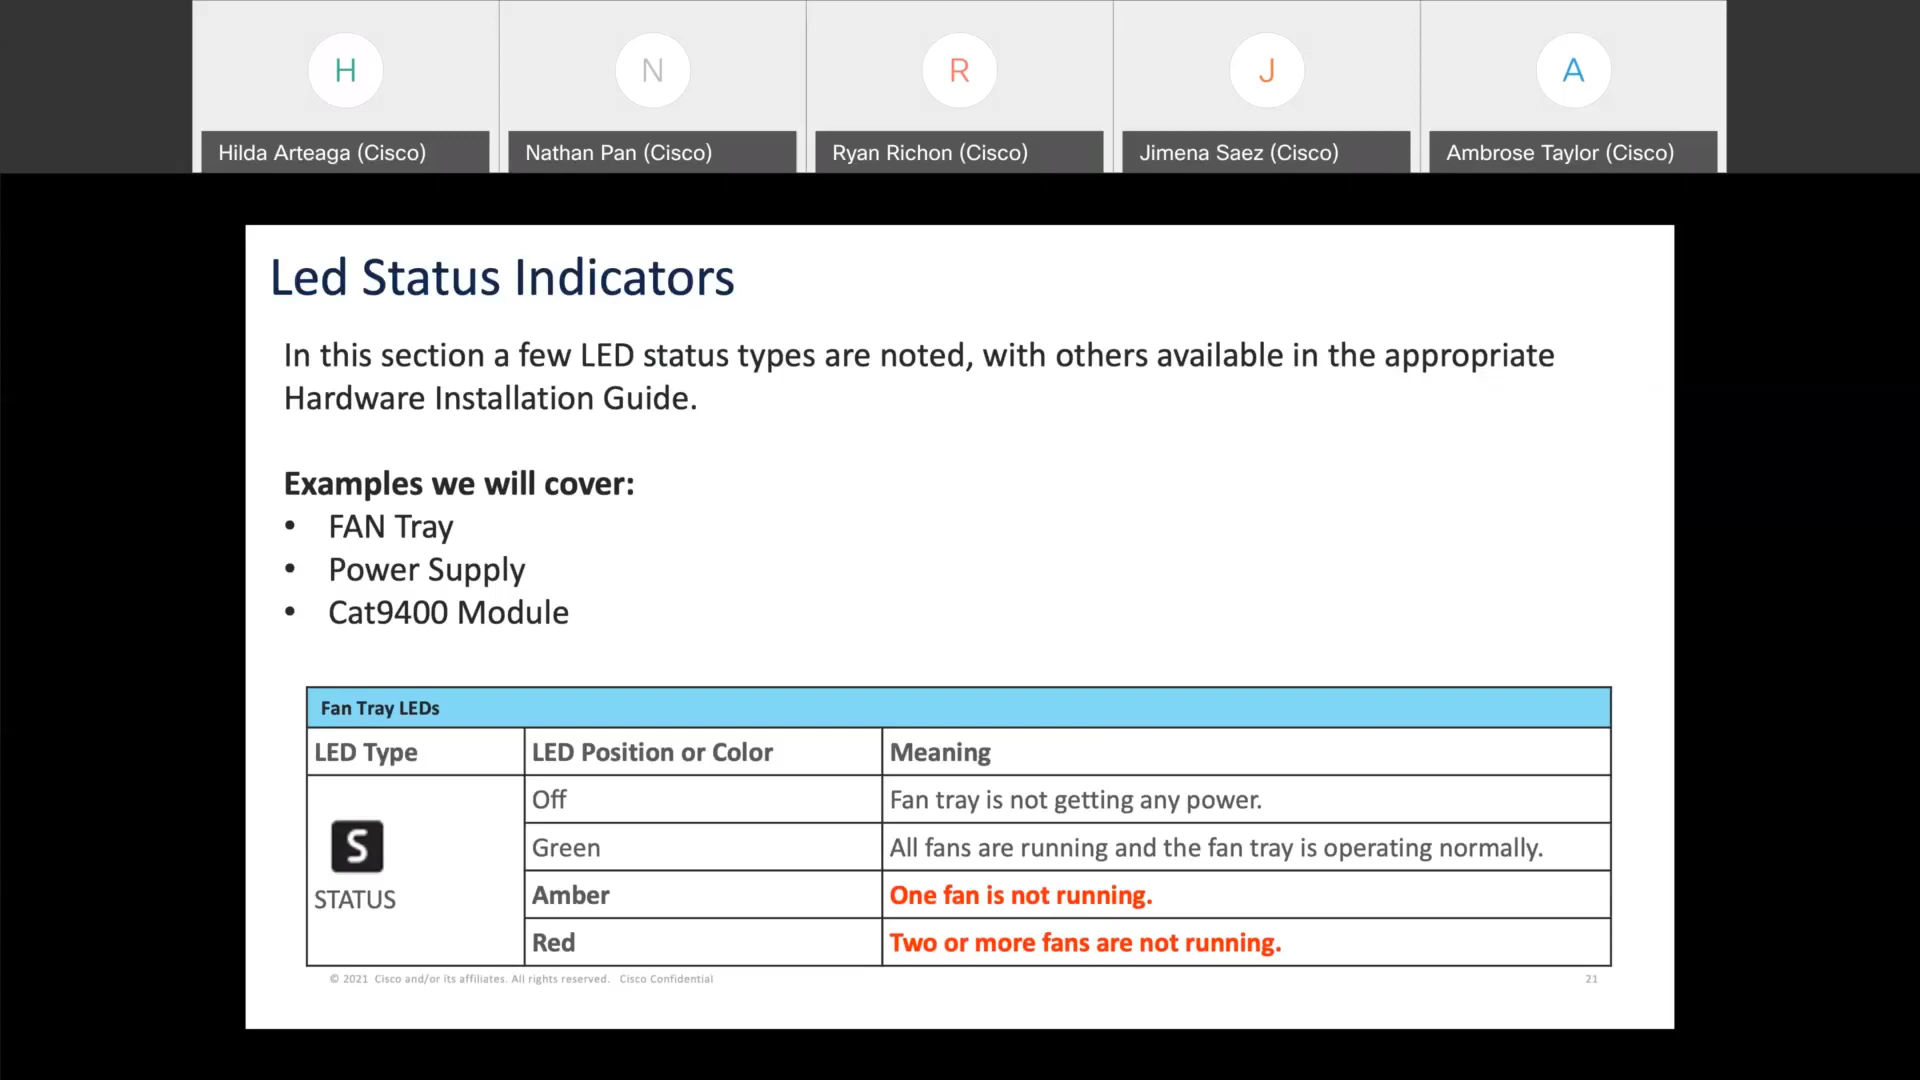 H
N
R
J
A
Hilda Arteaga (Cisco)
Nathan Pan (Cisco)
Ryan Richon (Cisco)
Jimena Saez (Cisco)
Ambrose Taylor (Cisco)
Led Status Indicators
In this section a few LED status types are noted, with others available in the appropriate
Hardware Installation Guide.
Examples we will cover:
• FAN Tray
• Power Supply
• Cat9400 Module
Fan Tray LEDs
LED Type LED Position or Color Meaning
Off Fan tray is not getting any power.
S
STATUS
Green All fans are running and the fan tray is operating normally.
Amber One fan is not running.
Red Two or more fans are not running.
© 2021 Cisco and/or its affiliates. All rights reserved. Cisco Confidential
21